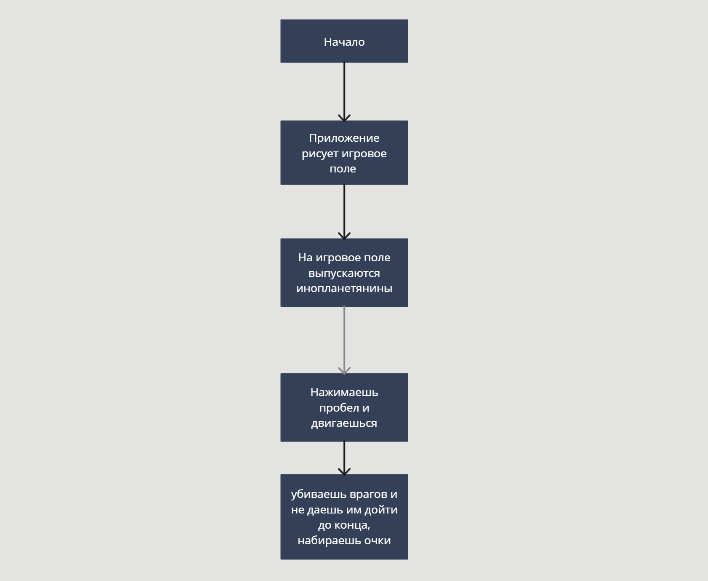 Начало
Приложение
рисует игровое
поле
На игровое поле
выпускаются
инопланетянины
Нажимаешь
пробел и
двигаешься
убиваешь врагов и
не даешь им дойти
до конца,
набираешь очки